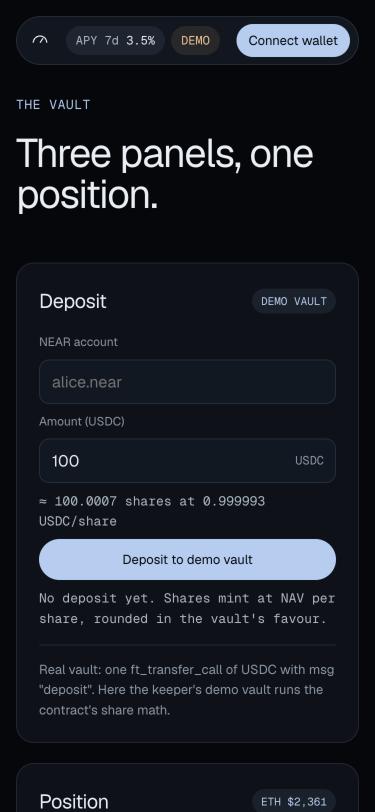 APY 7d 3.5% DEMO Connect wallet
THE VAULT
Three panels, one
position.
Deposit DEMO VAULT
NEAR account
alice.near
Amount (USDC)
100 USDC
≈ 100.0007 shares at 0.999993
USDC/share
Deposit to demo vault
No deposit yet. Shares mint at NAV per
share, rounded in the vault's favour.
Real vault: one ft_transfer_call of USDC with msg
"deposit". Here the keeper's demo vault runs the
contract's share math.
Position ETH $2,361